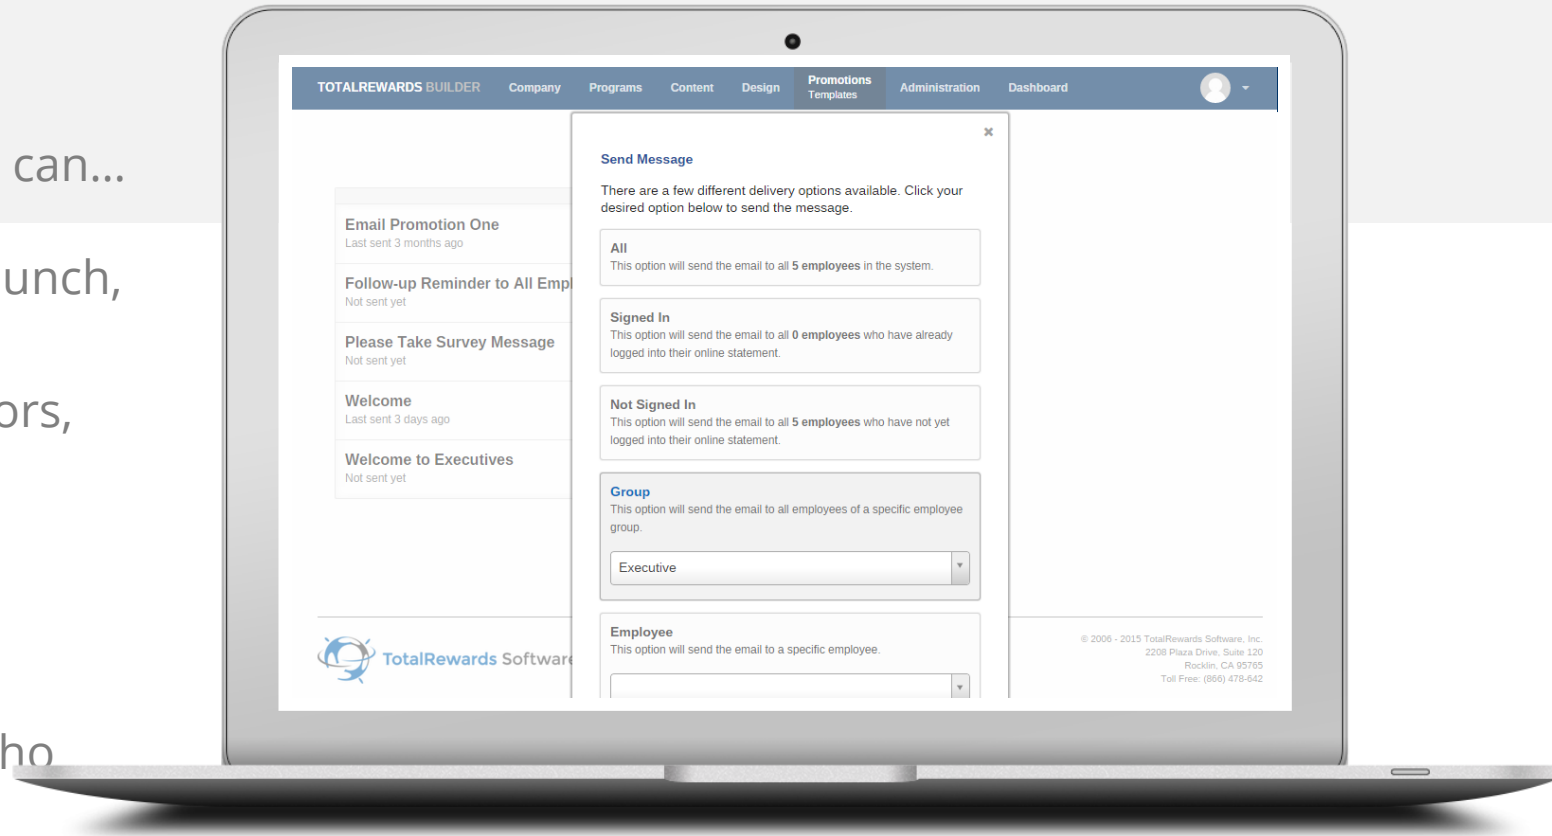 can...
unch,
ors,
ho
TOTALREWARDS BUILDER Company Programs Content Design Promotions Administration Dashboard
Templates
Email Promotion One
Last sent 3 months ago
Follow-up Reminder to All Empl
Not sent yet
Please Take Survey Message
Not sent yet
Welcome
Last sent 3 days ago
Welcome to Executives
Not sent yet
Send Message
There are a few different delivery options available. Click your
desired option below to send the message.
All
This option will send the email to all 5 employees in the system.
Signed In
This option will send the email to all 0 employees who have already
logged into their online statement.
Not Signed In
This option will send the email to all 5 employees who have not yet
logged into their online statement.
Group
This option will send the email to all employees of a specific employee
group.
Executive
Employee
This option will send the email to a specific employee.
TotalRewards Software
© 2006 - 2015 TotalRewards Software, Inc.
2208 Plaza Drive, Suite 120
Rocklin, CA 95765
Toll Free: (866) 478-642